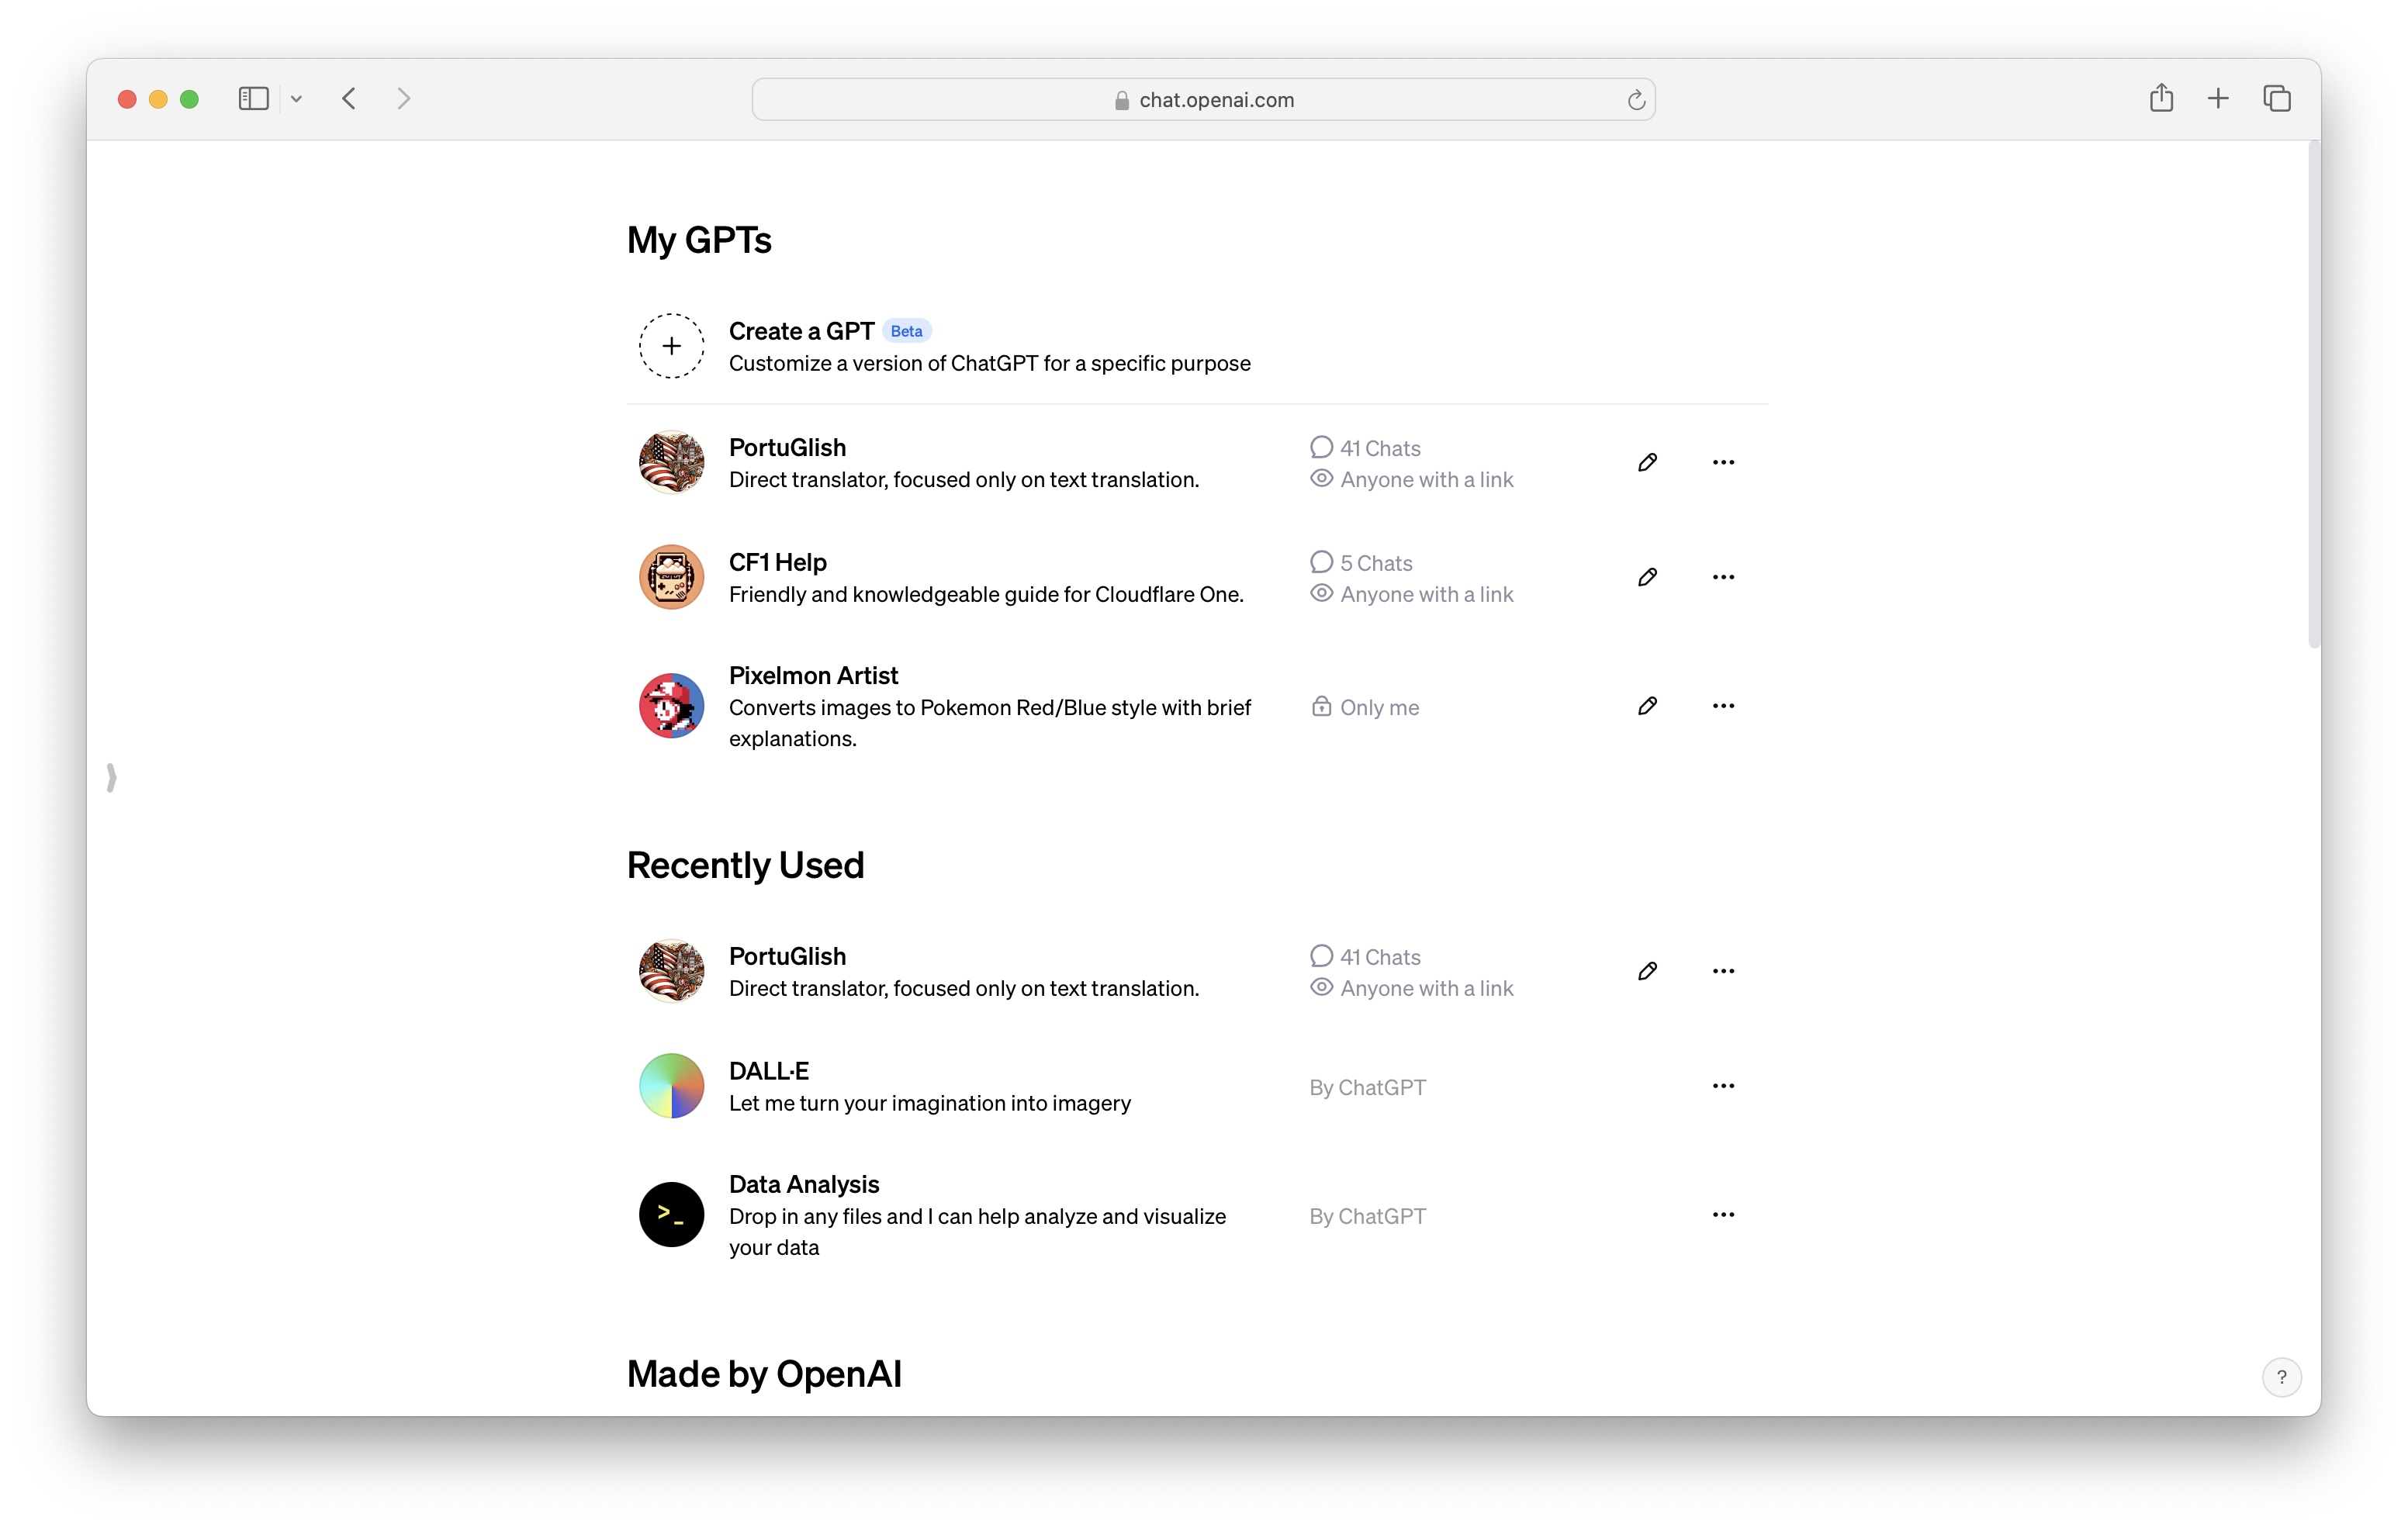 chat.openai.com
My GPTs
Create a GPT Beta
Customize a version of ChatGPT for a specific purpose
PortuGlish
Direct translator, focused only on text translation.
41 Chats
Anyone with a link
CF1 Help
Friendly and knowledgeable guide for Cloudflare One.
5 Chats
Anyone with a link
Pixelmon Artist
Converts images to Pokemon Red/Blue style with brief
explanations.
Only me
Recently Used
PortuGlish
Direct translator, focused only on text translation.
41 Chats
Anyone with a link
DALL·E
Let me turn your imagination into imagery
By ChatGPT
>_
Data Analysis
Drop in any files and I can help analyze and visualize
your data
By ChatGPT
Made by OpenAI
?